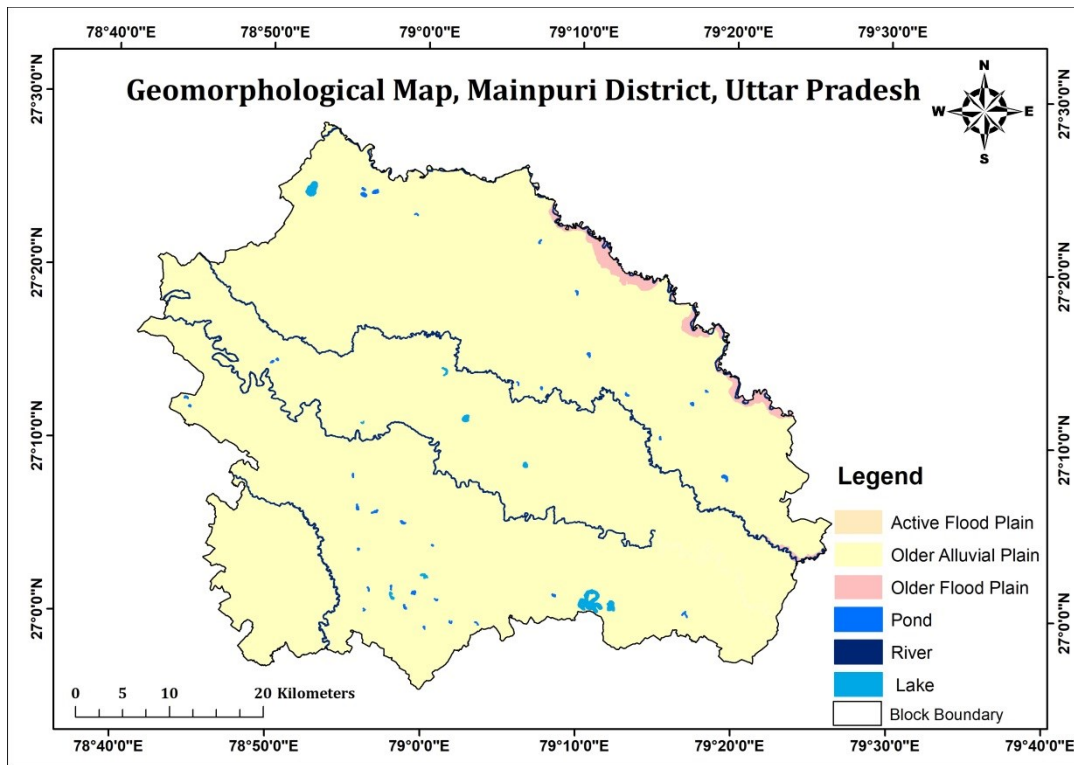 78°40'0"E 78°50'0"E 79°0'0"E 79°10'0"E 79°20'0"E 79°30'0"E
Geomorphological Map, Mainpuri District, Uttar Pradesh
N
W E
S
27°30'0"N 27°30'0"N
27°20'0"N 27°20'0"N
27°10'0"N 27°10'0"N
27°0'0"N 27°0'0"N
Legend
Active Flood Plain
Older Alluvial Plain
Older Flood Plain
Pond
River
Lake
Block Boundary
0 5 10 20 Kilometers
78°40'0"E 78°50'0"E 79°0'0"E 79°10'0"E 79°20'0"E 79°30'0"E 79°40'0"E